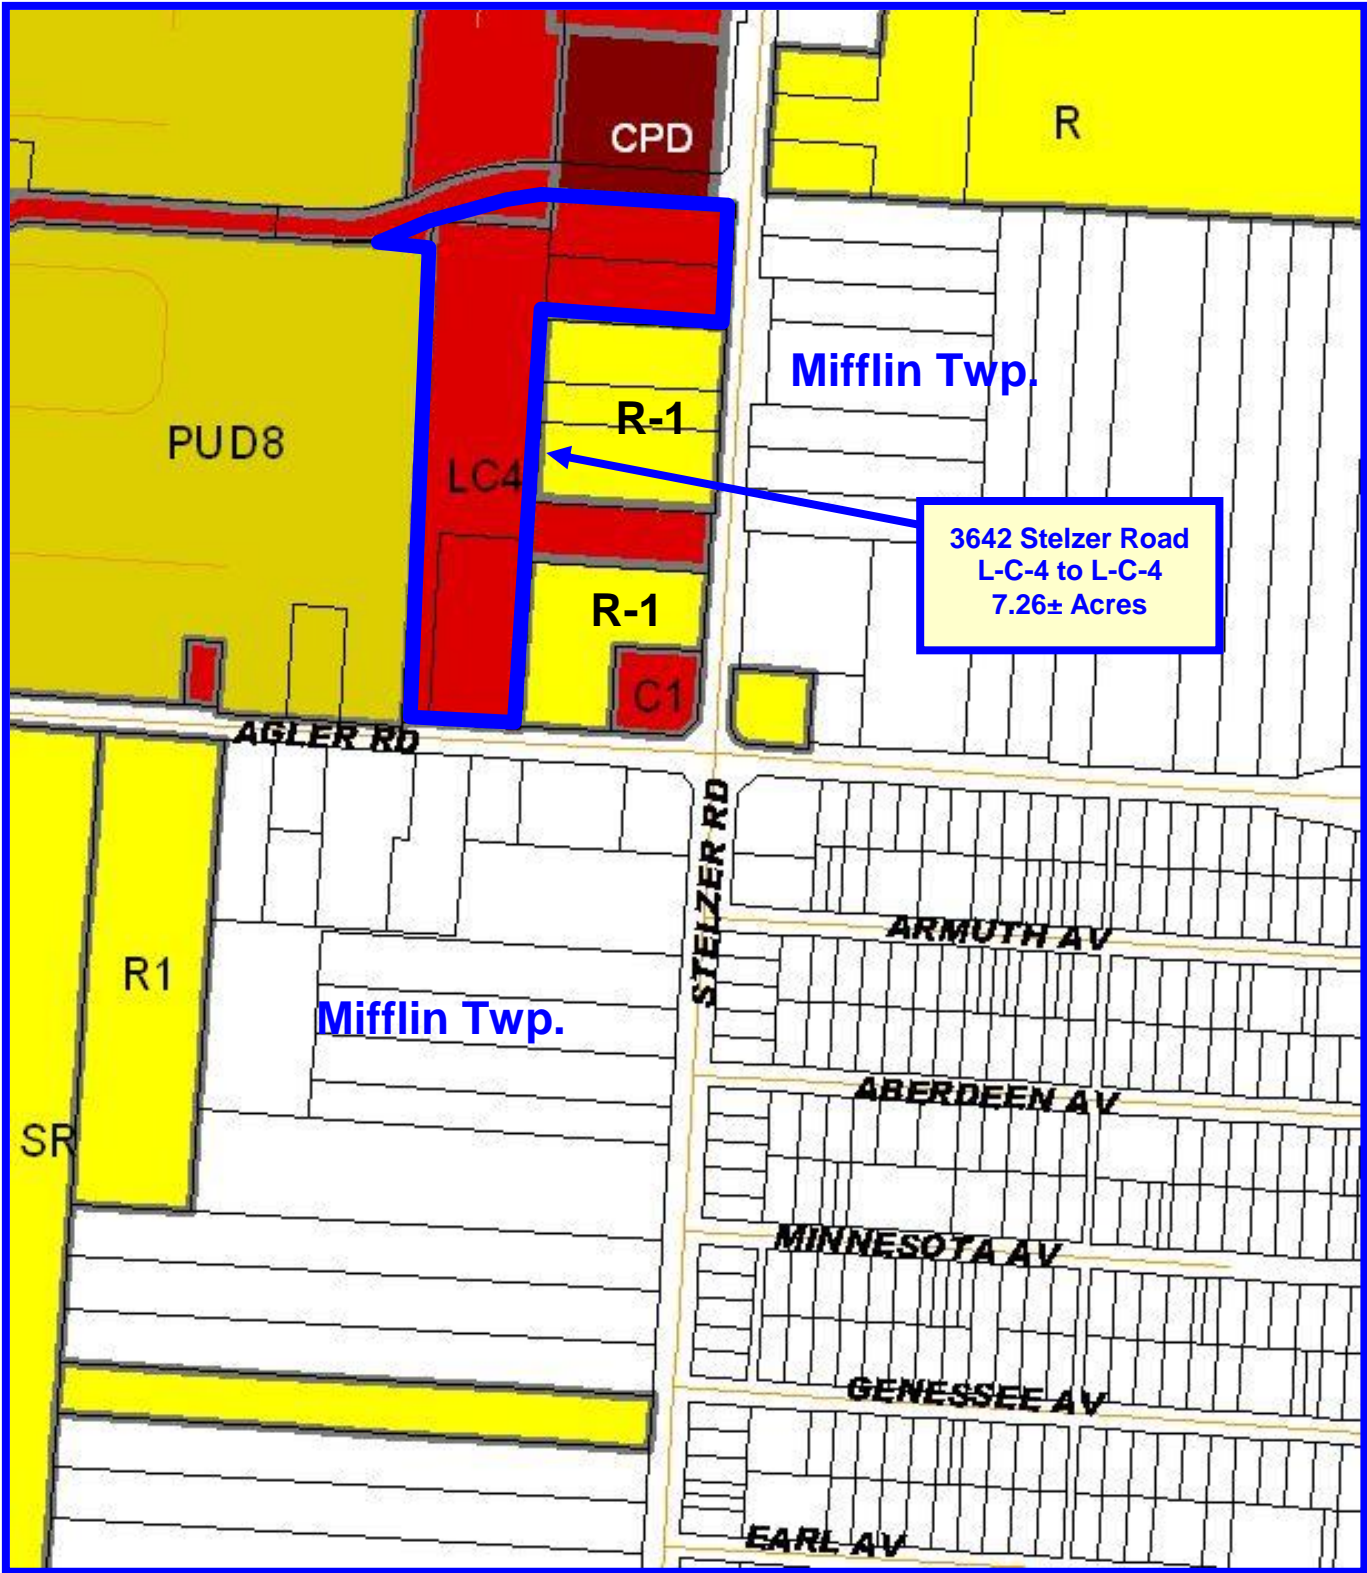 CPD
R
Mifflin Twp.
R-1
PUD8
LC4
3642 Stelzer Road
L-C-4 to L-C-4
7.26± Acres
R-1
C1
AGLER RD
STELZER RD
ARMUTH AV
R1
Mifflin Twp.
ABERDEEN AV
SR
MINNESOTA AV
GENESSEE AV
EARL AV